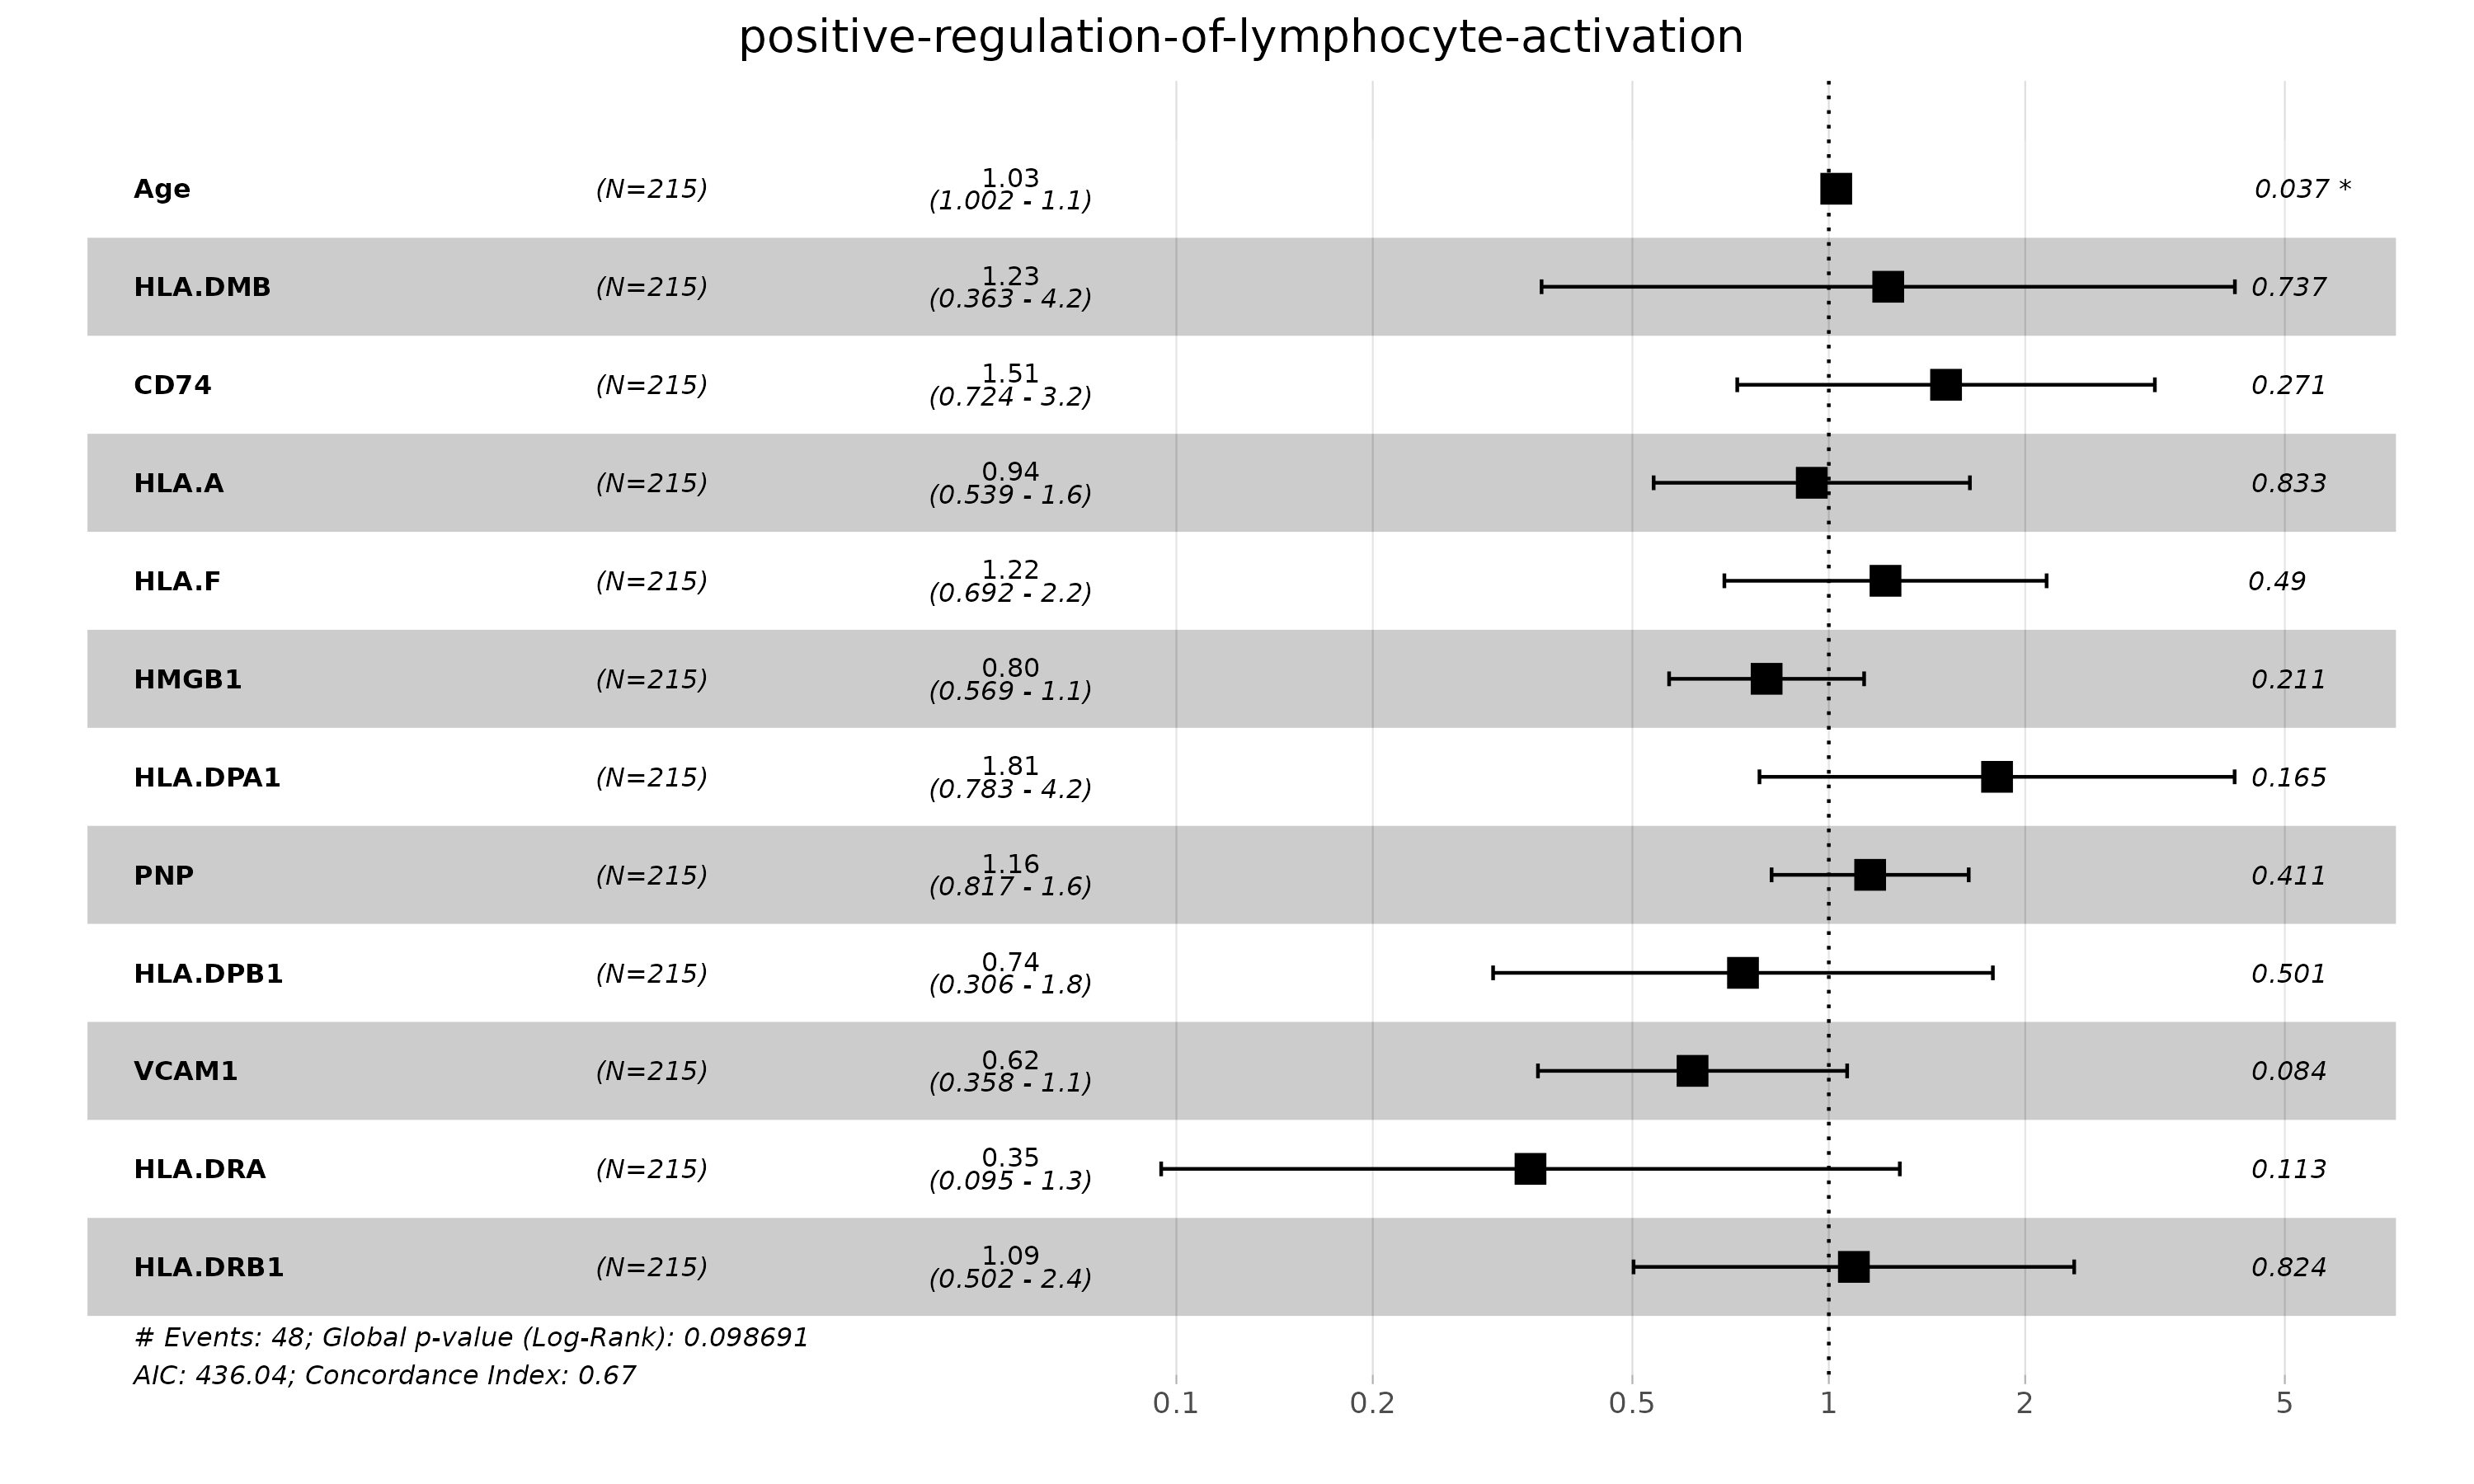 positive-regulation-of-lymphocyte-activation
Age (N=215) 1.03 (1.002 - 1.1) 0.037 *
HLA.DMB (N=215) 1.23 (0.363 - 4.2) 0.737
CD74 (N=215) 1.51 (0.724 - 3.2) 0.271
HLA.A (N=215) 0.94 (0.539 - 1.6) 0.833
HLA.F (N=215) 1.22 (0.692 - 2.2) 0.49
HMGB1 (N=215) 0.80 (0.569 - 1.1) 0.211
HLA.DPA1 (N=215) 1.81 (0.783 - 4.2) 0.165
PNP (N=215) 1.16 (0.817 - 1.6) 0.411
HLA.DPB1 (N=215) 0.74 (0.306 - 1.8) 0.501
VCAM1 (N=215) 0.62 (0.358 - 1.1) 0.084
HLA.DRA (N=215) 0.35 (0.095 - 1.3) 0.113
HLA.DRB1 (N=215) 1.09 (0.502 - 2.4) 0.824
# Events: 48; Global p-value (Log-Rank): 0.098691
AIC: 436.04; Concordance Index: 0.67
0.1 0.2 0.5 1 2 5